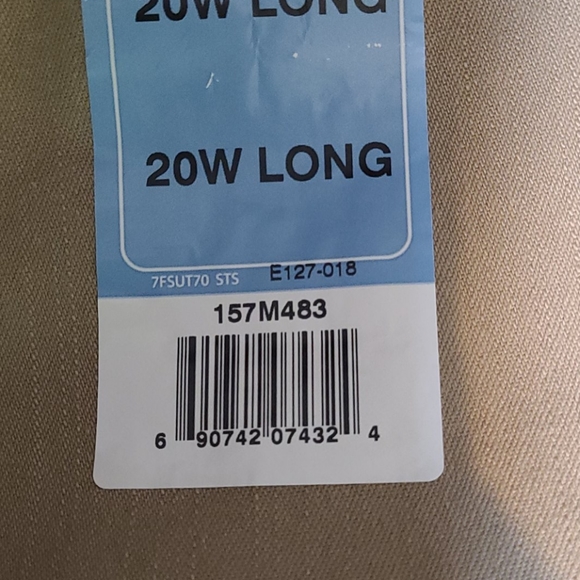 20W LONG
20W LONG
7FSUT70 STS E127-018
157M483
6 90742 07432 4